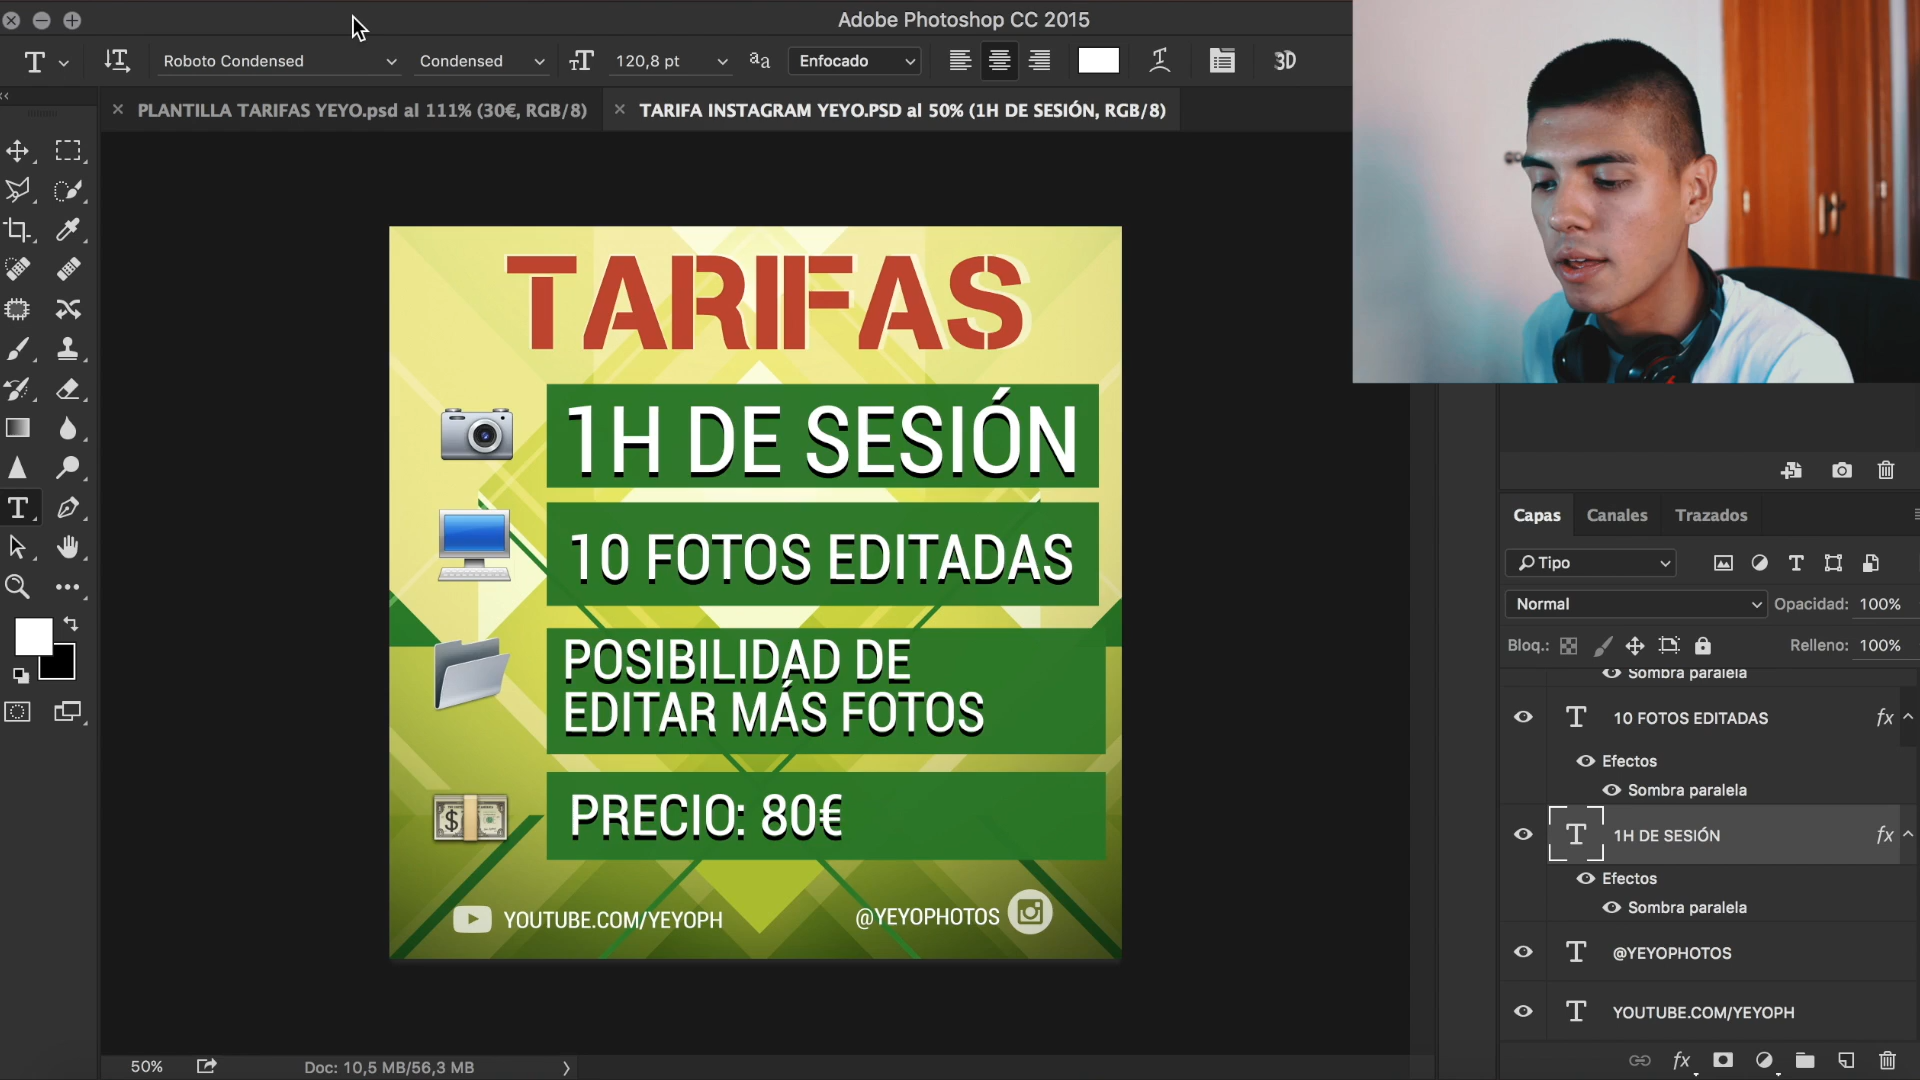 Adobe Photoshop CC 2015
T
Roboto Condensed
Condensed
120,8 pt
aa
Enfocado
3D
PLANTILLA TARIFAS YEYO.psd al 111% (30€, RGB/8)
TARIFA INSTAGRAM YEYO.PSD al 50% (1H DE SESIÓN, RGB/8)
TARIFAS
1H DE SESIÓN
10 FOTOS EDITADAS
POSIBILIDAD DE
EDITAR MÁS FOTOS
PRECIO: 80€
YOUTUBE.COM/YEYOPH
@YEYOPHOTOS
Capas
Canales
Trazados
Tipo
Normal
Opacidad: 100%
Bloq.:
Relleno: 100%
Sombra paralela
T 10 FOTOS EDITADAS fx
Efectos
Sombra paralela
T 1H DE SESIÓN fx
Efectos
Sombra paralela
T @YEYOPHOTOS
T YOUTUBE.COM/YEYOPH
fx
50%
Doc: 10,5 MB/56,3 MB